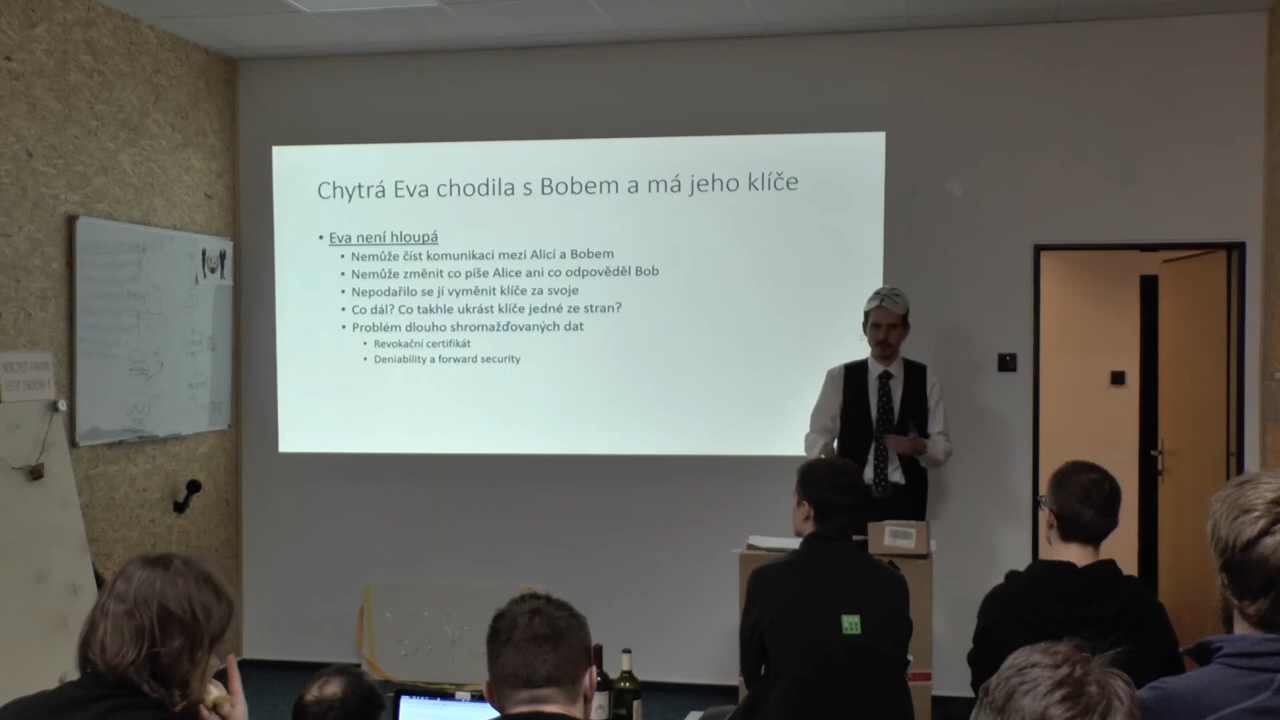 Chytrá Eva chodila s Bobem a má jeho klíče
• Eva není hloupá
• Nemůže číst komunikaci mezi Alicí a Bobem
• Nemůže změnit co píše Alice ani co odpověděl Bob
• Nepodařilo se jí vyměnit klíče za svoje
• Co dál? Co takhle ukrást klíče jedné ze stran?
• Problém dlouho shromažďovaných dat
• Revokační certifikát
• Deniability a forward security